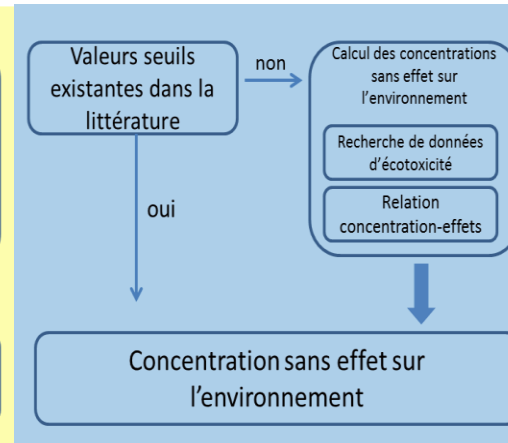 Valeurs seuils
existantes dans la
littérature
non
Calcul des concentrations
sans effet sur
l'environnement
Recherche de données
d'écotoxicité
Relation
concentration-effets
oui
Concentration sans effet sur
l'environnement